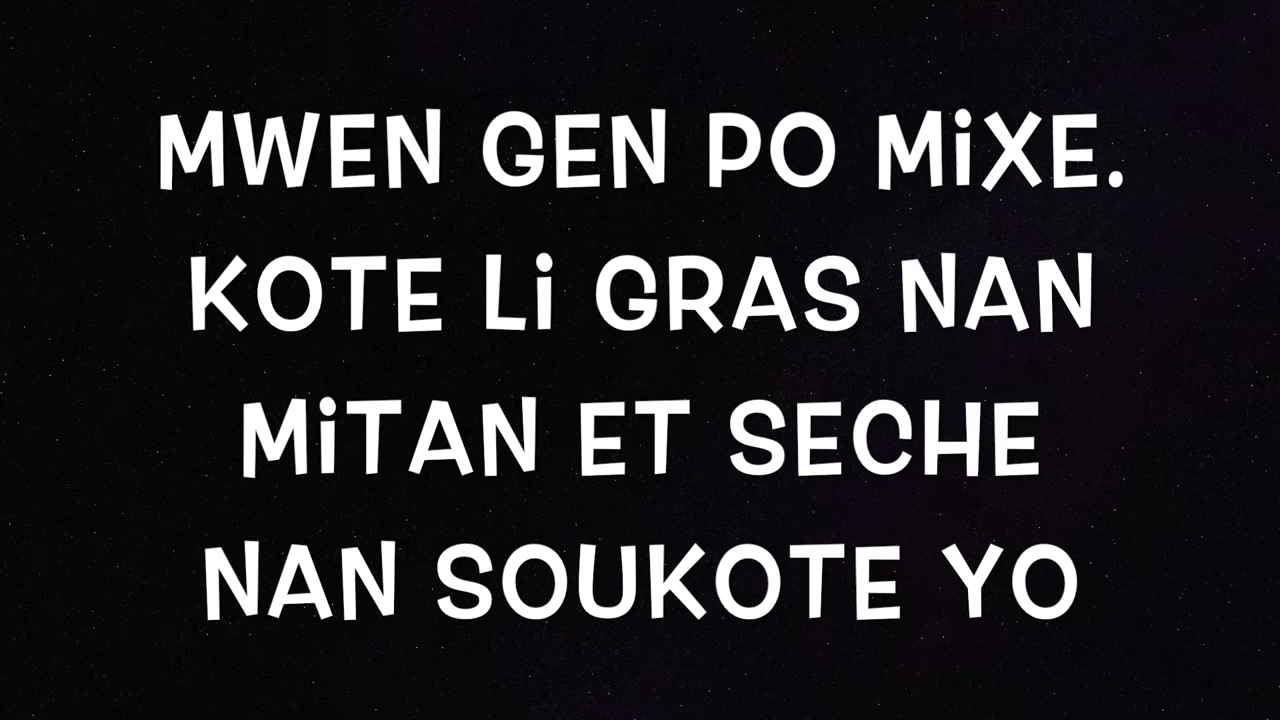 MWEN GEN PO MiXE.
KOTE Li GRAS NAN
MiTAN ET SECHE
NAN SOUKOTE YO